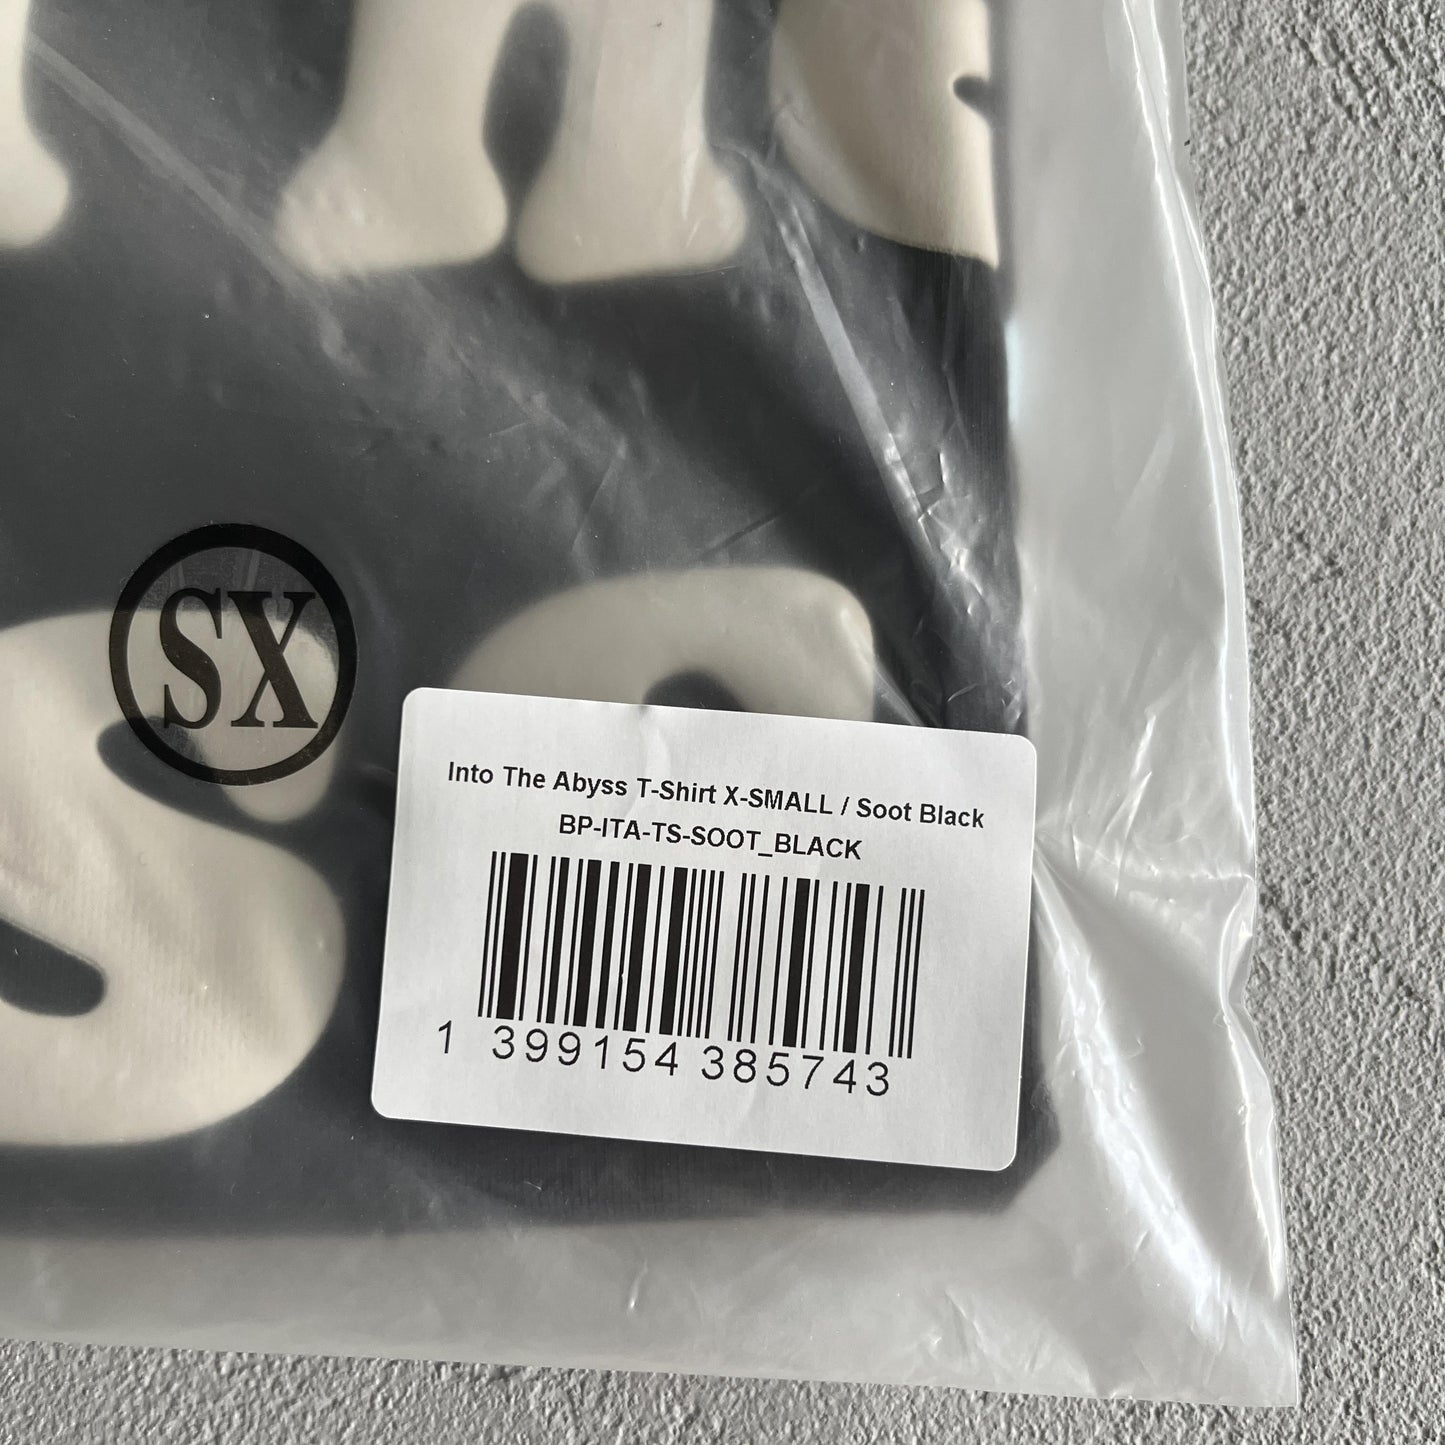 SX
Into The Abyss T-Shirt X-SMALL / Soot Black
BP-ITA-TS-SOOT_BLACK
1 399154 385743